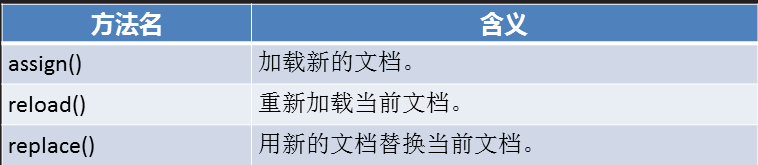 方法名 含义
assign() 加载新的文档。
reload() 重新加载当前文档。
replace() 用新的文档替换当前文档。